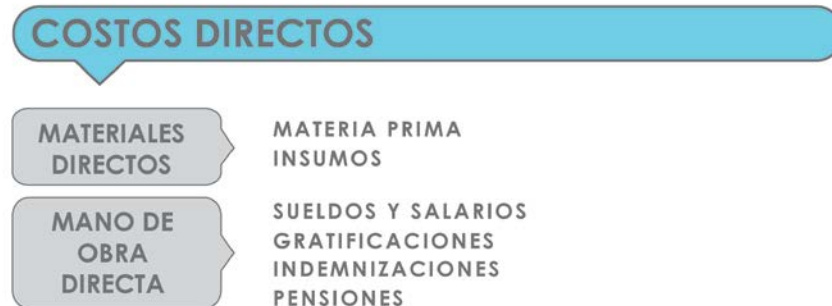 COSTOS DIRECTOS
MATERIALES
DIRECTOS
MATERIA PRIMA
INSUMOS
MANO DE
OBRA
DIRECTA
SUELDOS Y SALARIOS
GRATIFICACIONES
INDEMNIZACIONES
PENSIONES